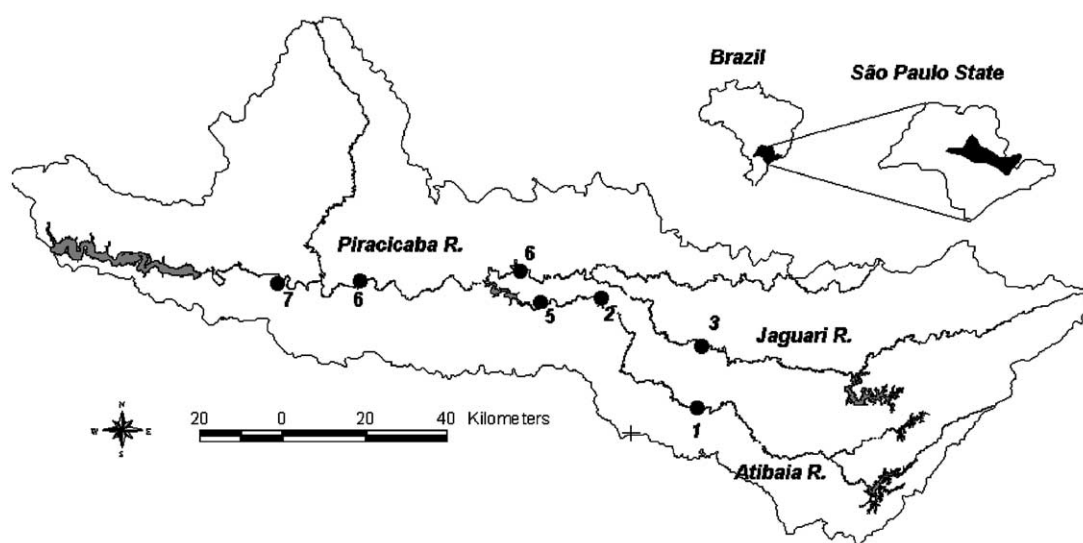 Brazil
São Paulo State
Piracicaba R.
6
7
6
5
2
3
Jaguari R.
1
Atibaia R.
N
W E
S
20 0 20 40 Kilometers